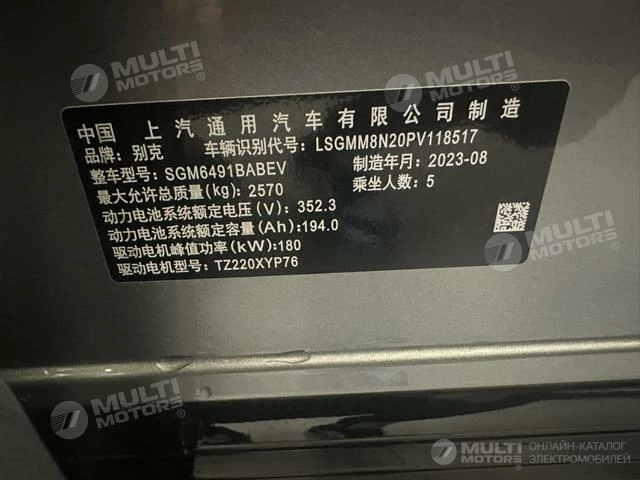 MULTI MOTORS®
MULTI MOTORS®
中国 上汽通用汽车有限公司制造
品牌: 别克 车辆识别代号: LSGMM8N20PV118517
整车型号: SGM6491BABEV 制造年月: 2023-08
最大允许总质量(kg): 2570 乘坐人数: 5
动力电池系统额定电压(V): 352.3
动力电池系统额定容量(Ah):194.0
驱动电机峰值功率(kW):180
驱动电机型号: TZ220XYP76
MULTI MOTORS®
MULTI MOTORS®
MULTI MOTORS® ОНЛАЙН-КАТАЛОГ ЭЛЕКТРОМОБИЛЕЙ